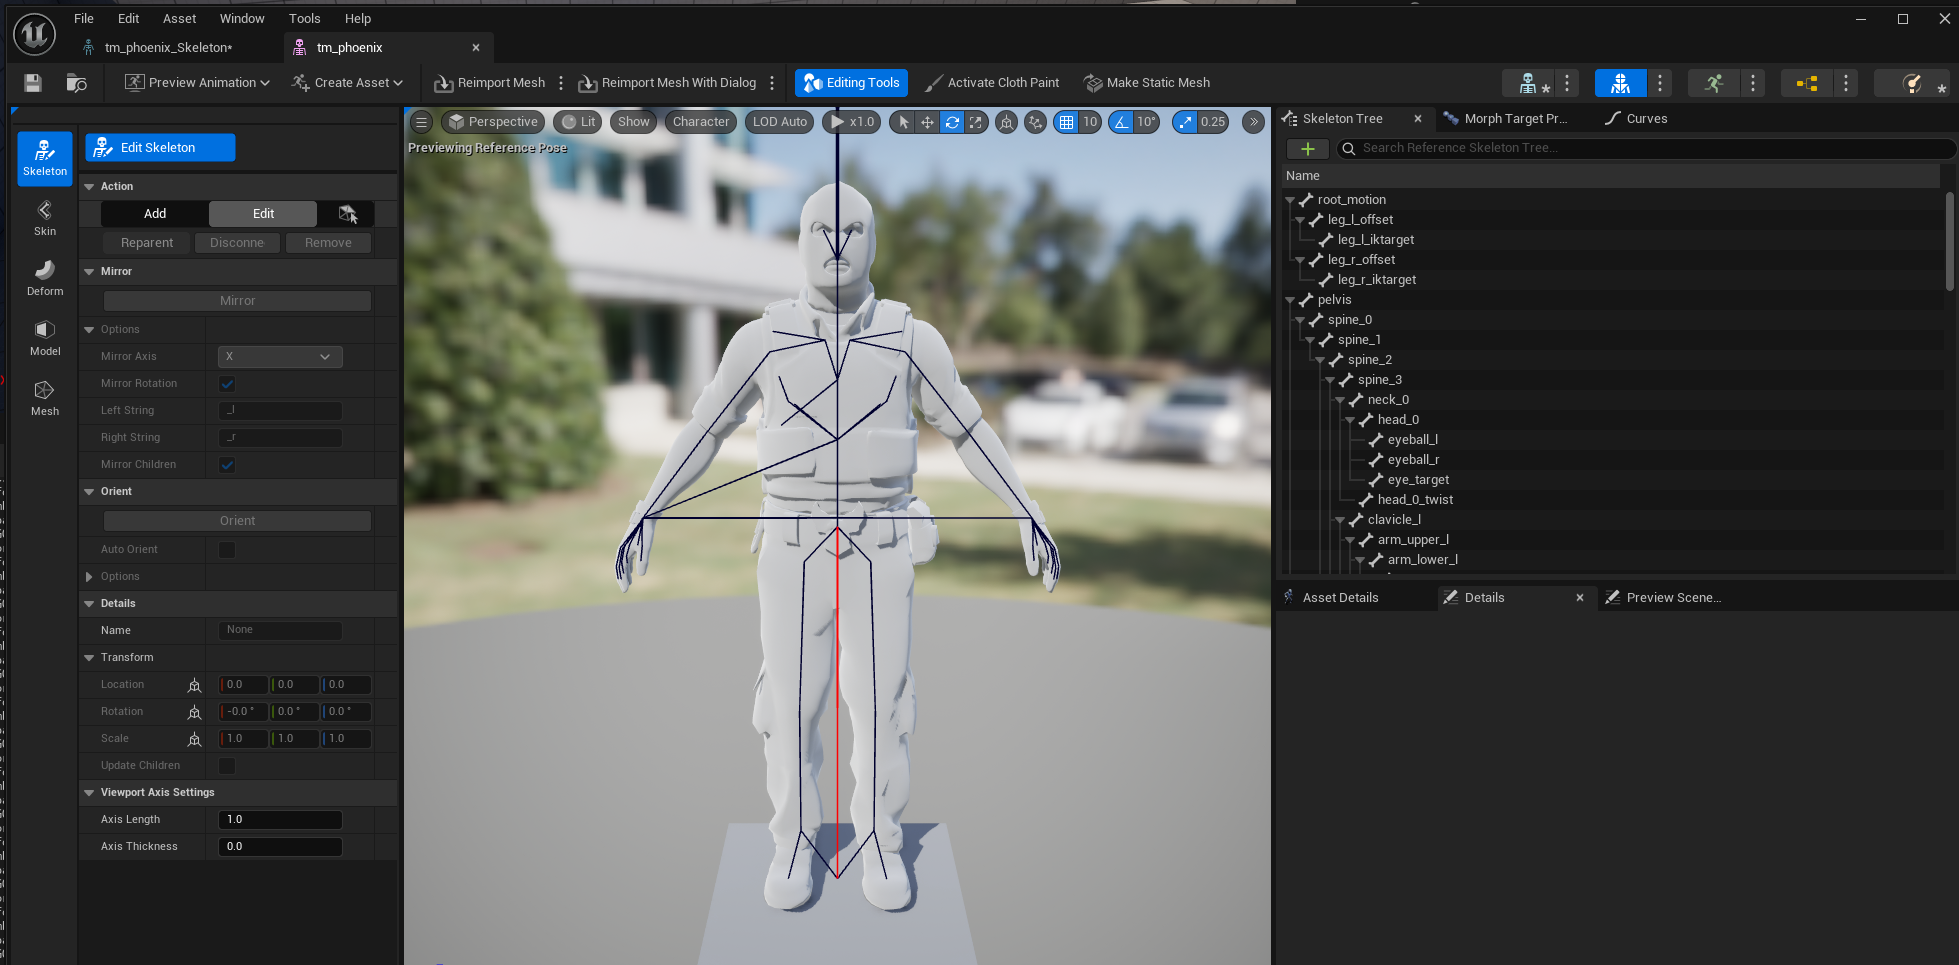 File Edit Asset Window Tools Help
tm_phoenix_Skeleton*
tm_phoenix
Preview Animation
Create Asset
Reimport Mesh
Reimport Mesh With Dialog
Editing Tools
Activate Cloth Paint
Make Static Mesh
Skeleton
Skin
Deform
Model
Mesh
Edit Skeleton
Action
Add Edit
Reparent Disconne Remove
Mirror
Mirror
Options
Mirror Axis X
Mirror Rotation
Left String _l
Right String _r
Mirror Children
Orient
Orient
Auto Orient
Options
Details
Name None
Transform
Location 0.0 0.0 0.0
Rotation -0.0 ° 0.0 ° 0.0 °
Scale 1.0 1.0 1.0
Update Children
Viewport Axis Settings
Axis Length 1.0
Axis Thickness 0.0
Perspective Lit Show Character LOD Auto x1.0 10 10° 0.25
Previewing Reference Pose
Skeleton Tree
Morph Target Pr...
Curves
Search Reference Skeleton Tree...
Name
root_motion
leg_l_offset
leg_l_iktarget
leg_r_offset
leg_r_iktarget
pelvis
spine_0
spine_1
spine_2
spine_3
neck_0
head_0
eyeball_l
eyeball_r
eye_target
head_0_twist
clavicle_l
arm_upper_l
arm_lower_l
Asset Details
Details
Preview Scene...